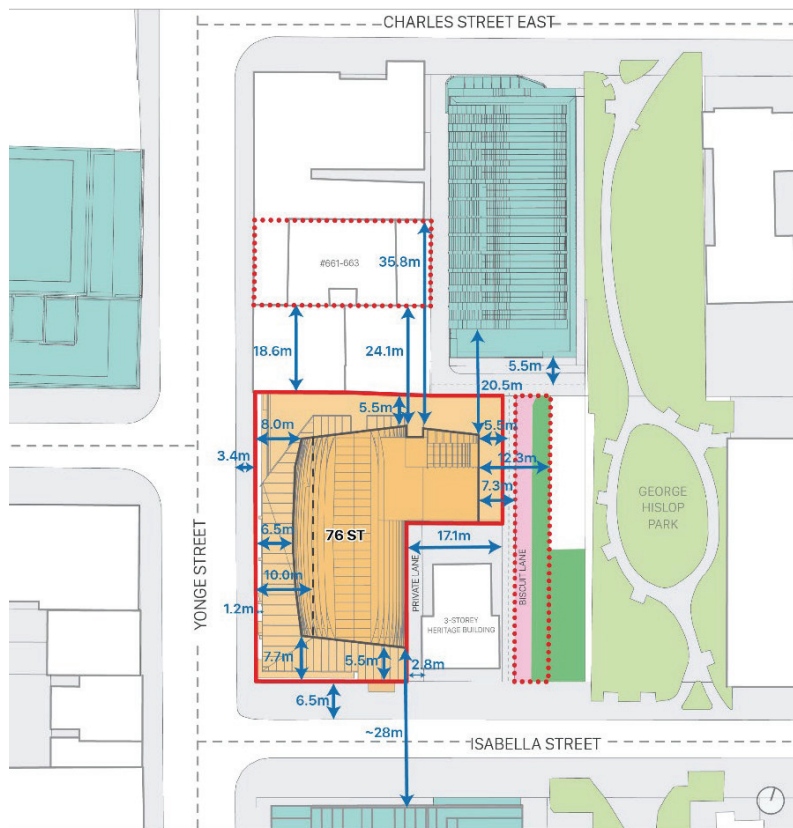 CHARLES STREET EAST
#661-663
35.8m
18.6m
24.1m
5.5m
20.5m
5.5m
8.0m
5.5m
3.4m
12.3m
7.3m
GEORGE
HISLOP
PARK
6.5m
76 ST
17.1m
YONGE STREET
10.0m
PRIVATE LANE
BISCUIT LANE
1.2m
3-STOREY
HERITAGE BUILDING
7.7m
5.5m
2.8m
6.5m
~28m
ISABELLA STREET